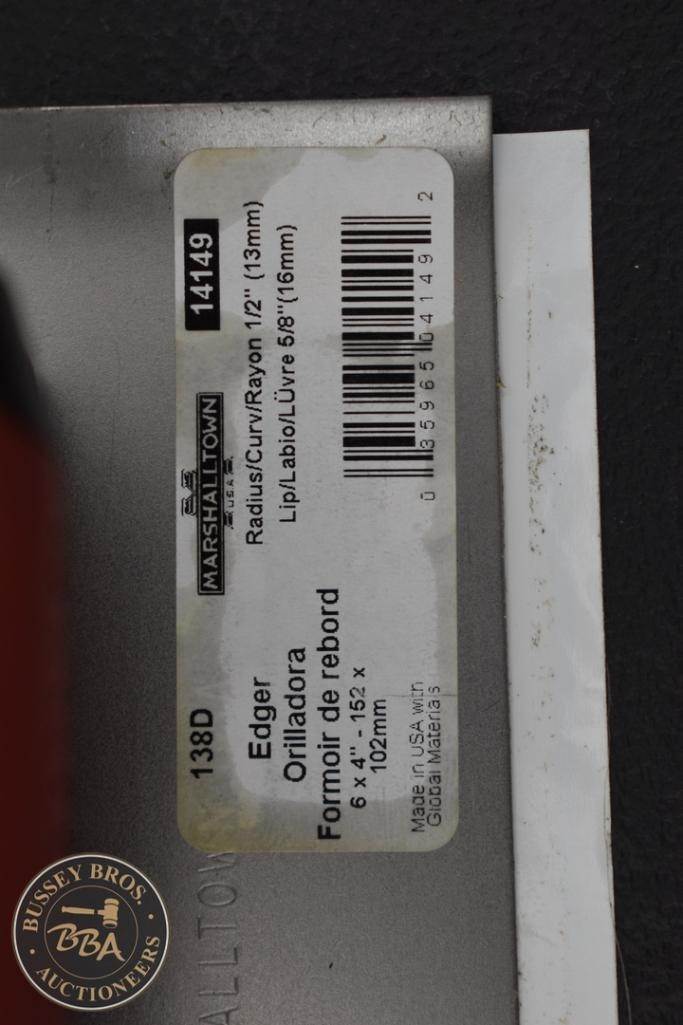 138D
MARSHALLTOWN
U.S.A.
14149
Edger
Orilladora
Formoir de rebord
6 x 4" - 152 x
102mm
Made in USA with
Global Materials
Radius/Curv/Rayon 1/2" (13mm)
Lip/Labio/LÜvre 5/8"(16mm)
0 35965 04149 2
ALLTOW
BUSSEY BROS.
BBA
AUCTIONEERS